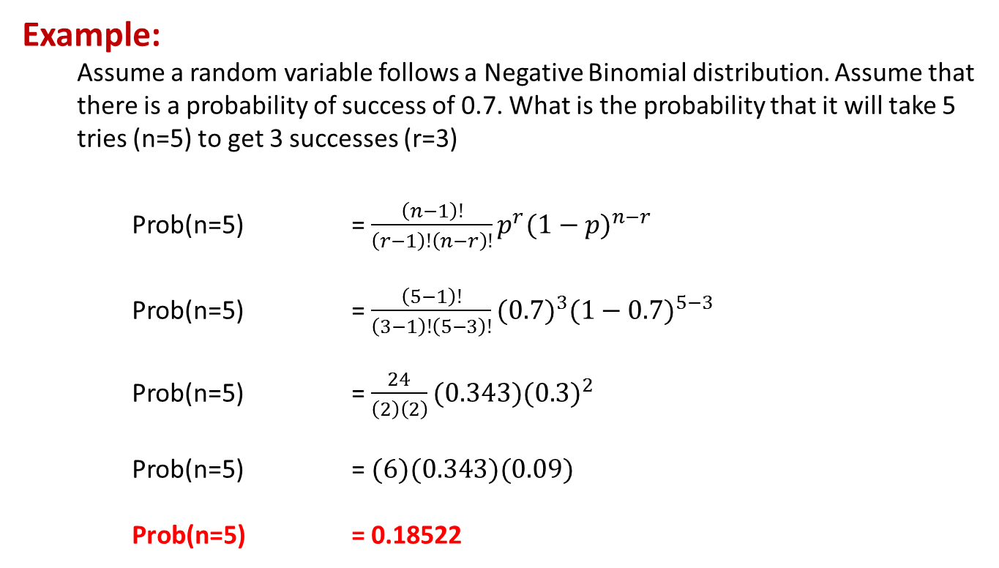 Example:
Assume a random variable follows a Negative Binomial distribution. Assume that
there is a probability of success of 0.7. What is the probability that it will take 5
tries (n=5) to get 3 successes (r=3)
Prob(n=5) = \frac{(n−1)!}{(r−1)!(n−r)!} p^r (1 − p)^{n−r}
Prob(n=5) = \frac{(5−1)!}{(3−1)!(5−3)!} (0.7)^3 (1 − 0.7)^{5−3}
Prob(n=5) = \frac{24}{(2)(2)} (0.343)(0.3)^2
Prob(n=5) = (6)(0.343)(0.09)
Prob(n=5) = 0.18522